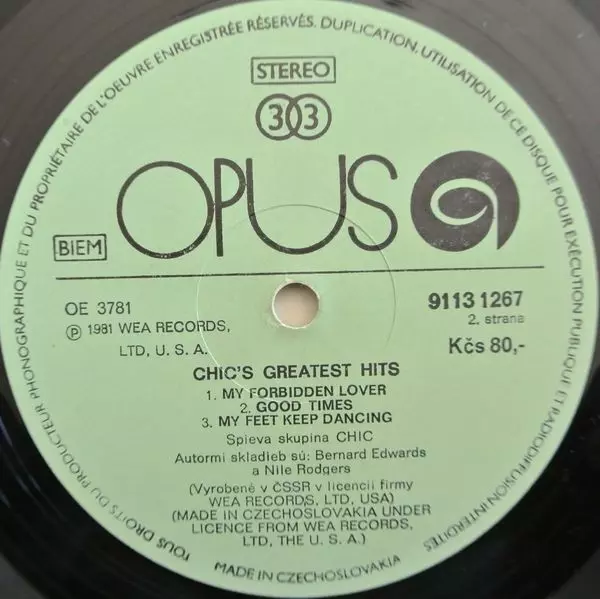 TOUS DROITS DU PRODUCTEUR PHONOGRAPHIQUE ET DU PROPRIÉTAIRE DE L'OEUVRE ENREGISTRÉE RÉSERVÉS. DUPLICATION, UTILISATION DE CE DISQUE POUR EXÉCUTION PUBLIQUE ET RADIODIFFUSION INTERDITES
STEREO
33
OPUS
BIEM
OE 3781
℗ 1981 WEA RECORDS,
LTD, U. S. A.
9113 1267
2. strana
Kčs 80,-
CHIC'S GREATEST HITS
1. MY FORBIDDEN LOVER
2. GOOD TIMES
3. MY FEET KEEP DANCING
Spieva skupina CHIC
Autormi skladieb sú: Bernard Edwards
a Nile Rodgers
(Vyrobené v ČSSR v licencii firmy
WEA RECORDS, LTD, USA)
(MADE IN CZECHOSLOVAKIA UNDER
LICENCE FROM WEA RECORDS,
LTD, THE U. S. A.)
MADE IN CZECHOSLOVAKIA